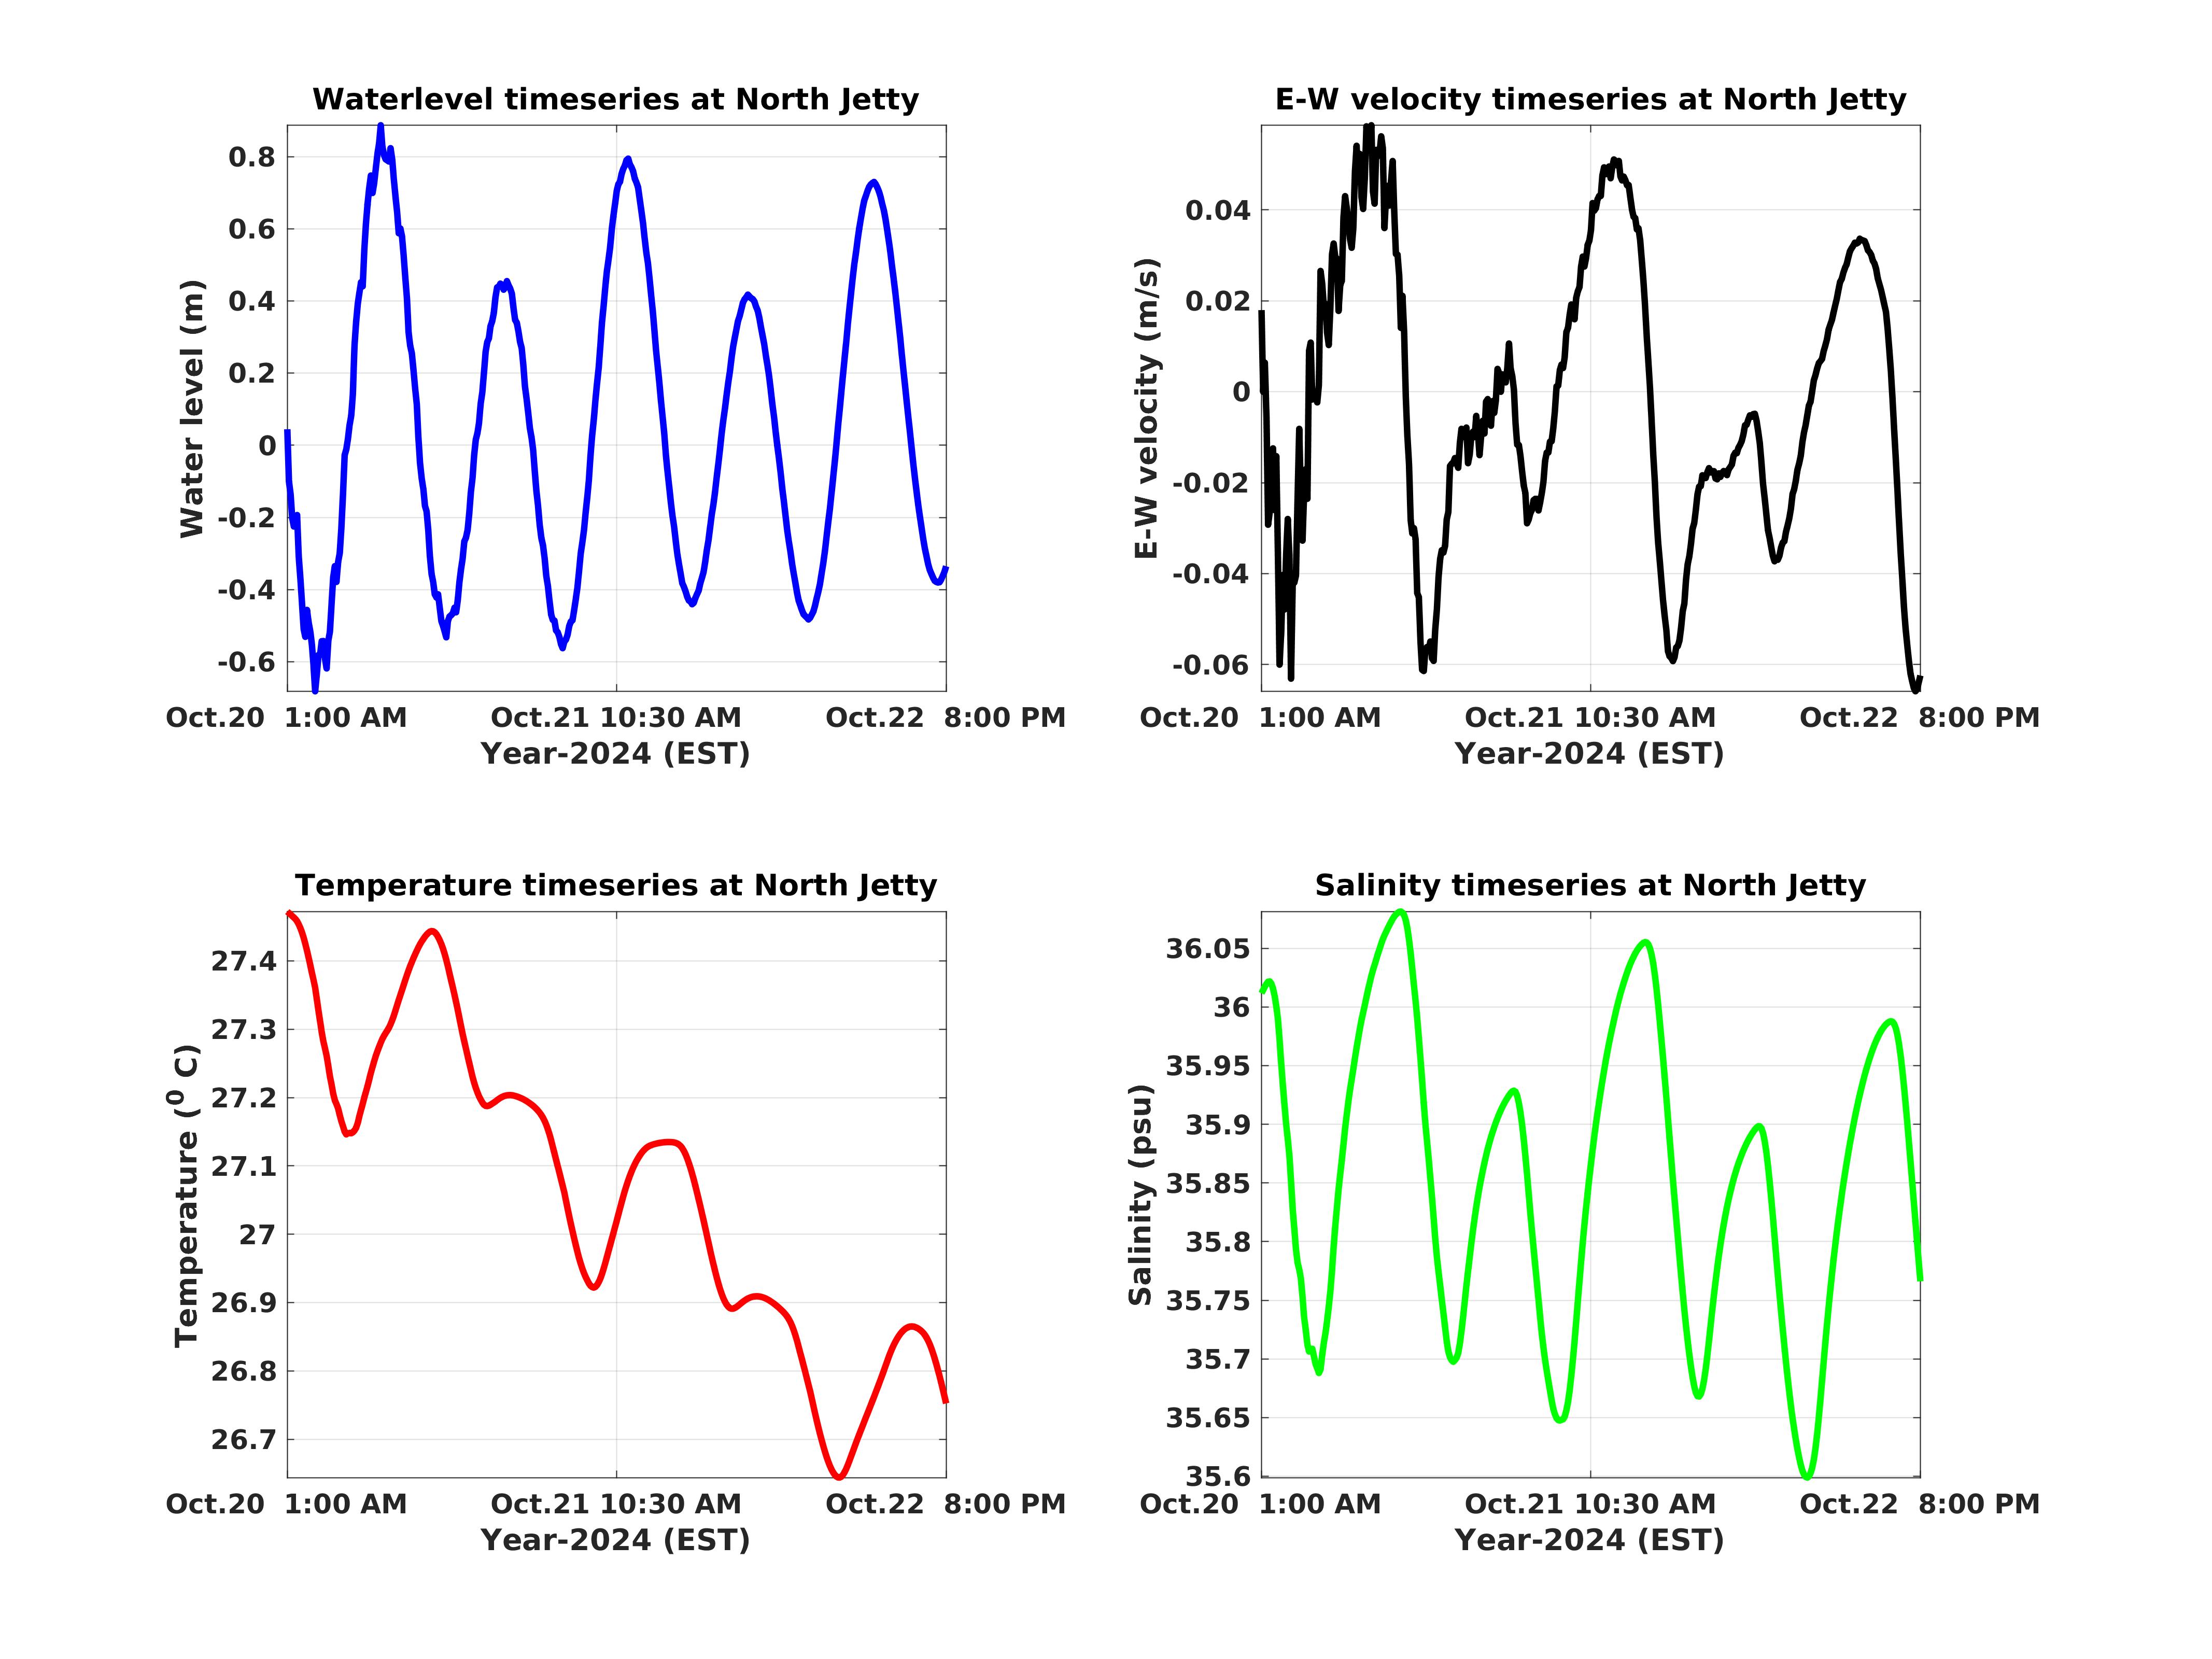 Waterlevel timeseries at North Jetty
Water level (m)
0.8
0.6
0.4
0.2
0
-0.2
-0.4
-0.6
Oct.20 1:00 AM
Oct.21 10:30 AM
Oct.22 8:00 PM
Year-2024 (EST)
E-W velocity timeseries at North Jetty
E-W velocity (m/s)
0.04
0.02
0
-0.02
-0.04
-0.06
Oct.20 1:00 AM
Oct.21 10:30 AM
Oct.22 8:00 PM
Year-2024 (EST)
Temperature timeseries at North Jetty
Temperature (⁰ C)
27.4
27.3
27.2
27.1
27
26.9
26.8
26.7
Oct.20 1:00 AM
Oct.21 10:30 AM
Oct.22 8:00 PM
Year-2024 (EST)
Salinity timeseries at North Jetty
Salinity (psu)
36.05
36
35.95
35.9
35.85
35.8
35.75
35.7
35.65
35.6
Oct.20 1:00 AM
Oct.21 10:30 AM
Oct.22 8:00 PM
Year-2024 (EST)